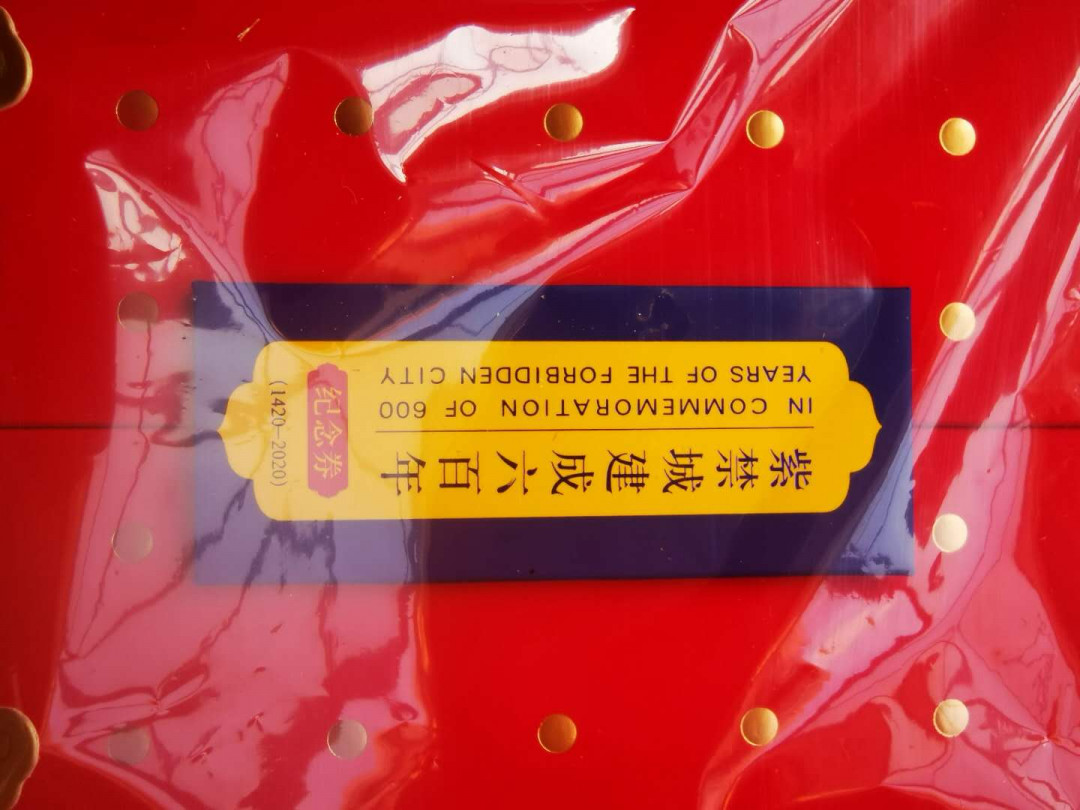 紫禁城建成六百年
IN COMMEMORATION OF 600
YEARS OF THE FORBIDDEN CITY
纪念券
(1420—2020)